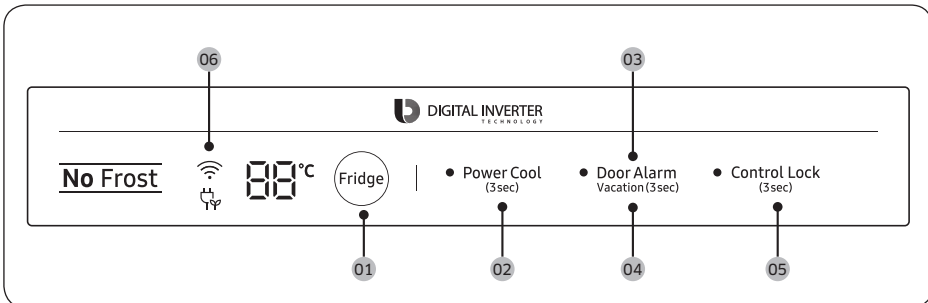 06
03
DIGITAL INVERTER
TECHNOLOGY
No Frost
88°C
Fridge
Power Cool
(3sec)
Door Alarm
Vacation (3sec)
Control Lock
(3sec)
01
02
04
05